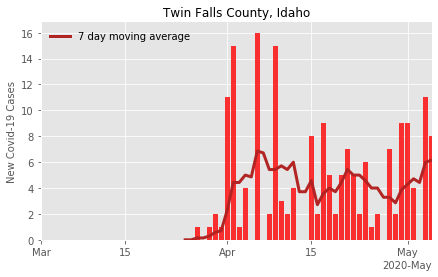 Twin Falls County, Idaho
7 day moving average
New Covid-19 Cases
16
14
12
10
8
6
4
2
0
Mar 15 Apr 15 May
2020-May